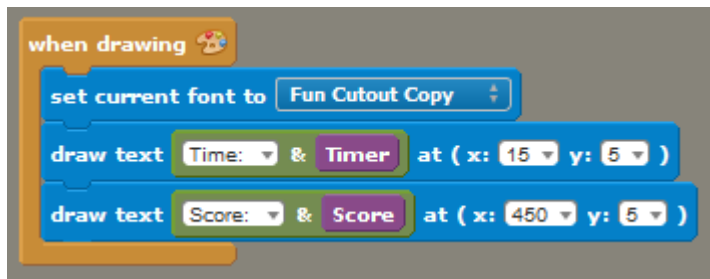 when drawing
set current font to Fun Cutout Copy
draw text Time: & Timer at ( x: 15 y: 5 )
draw text Score: & Score at ( x: 450 y: 5 )